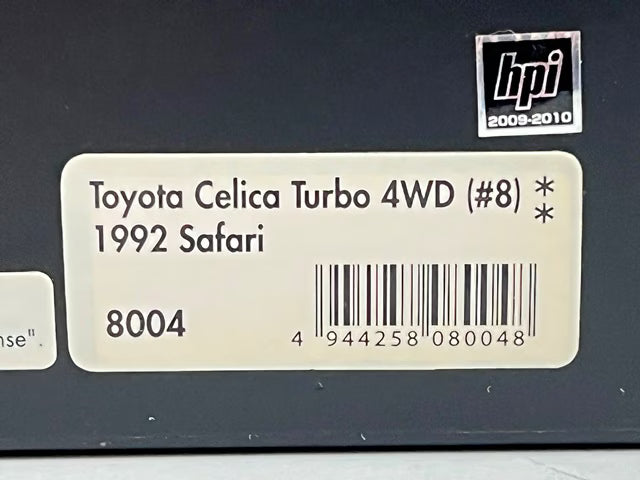 hpi
2009-2010
Toyota Celica Turbo 4WD (#8) **
1992 Safari
8004
4 944258 080048
nse".